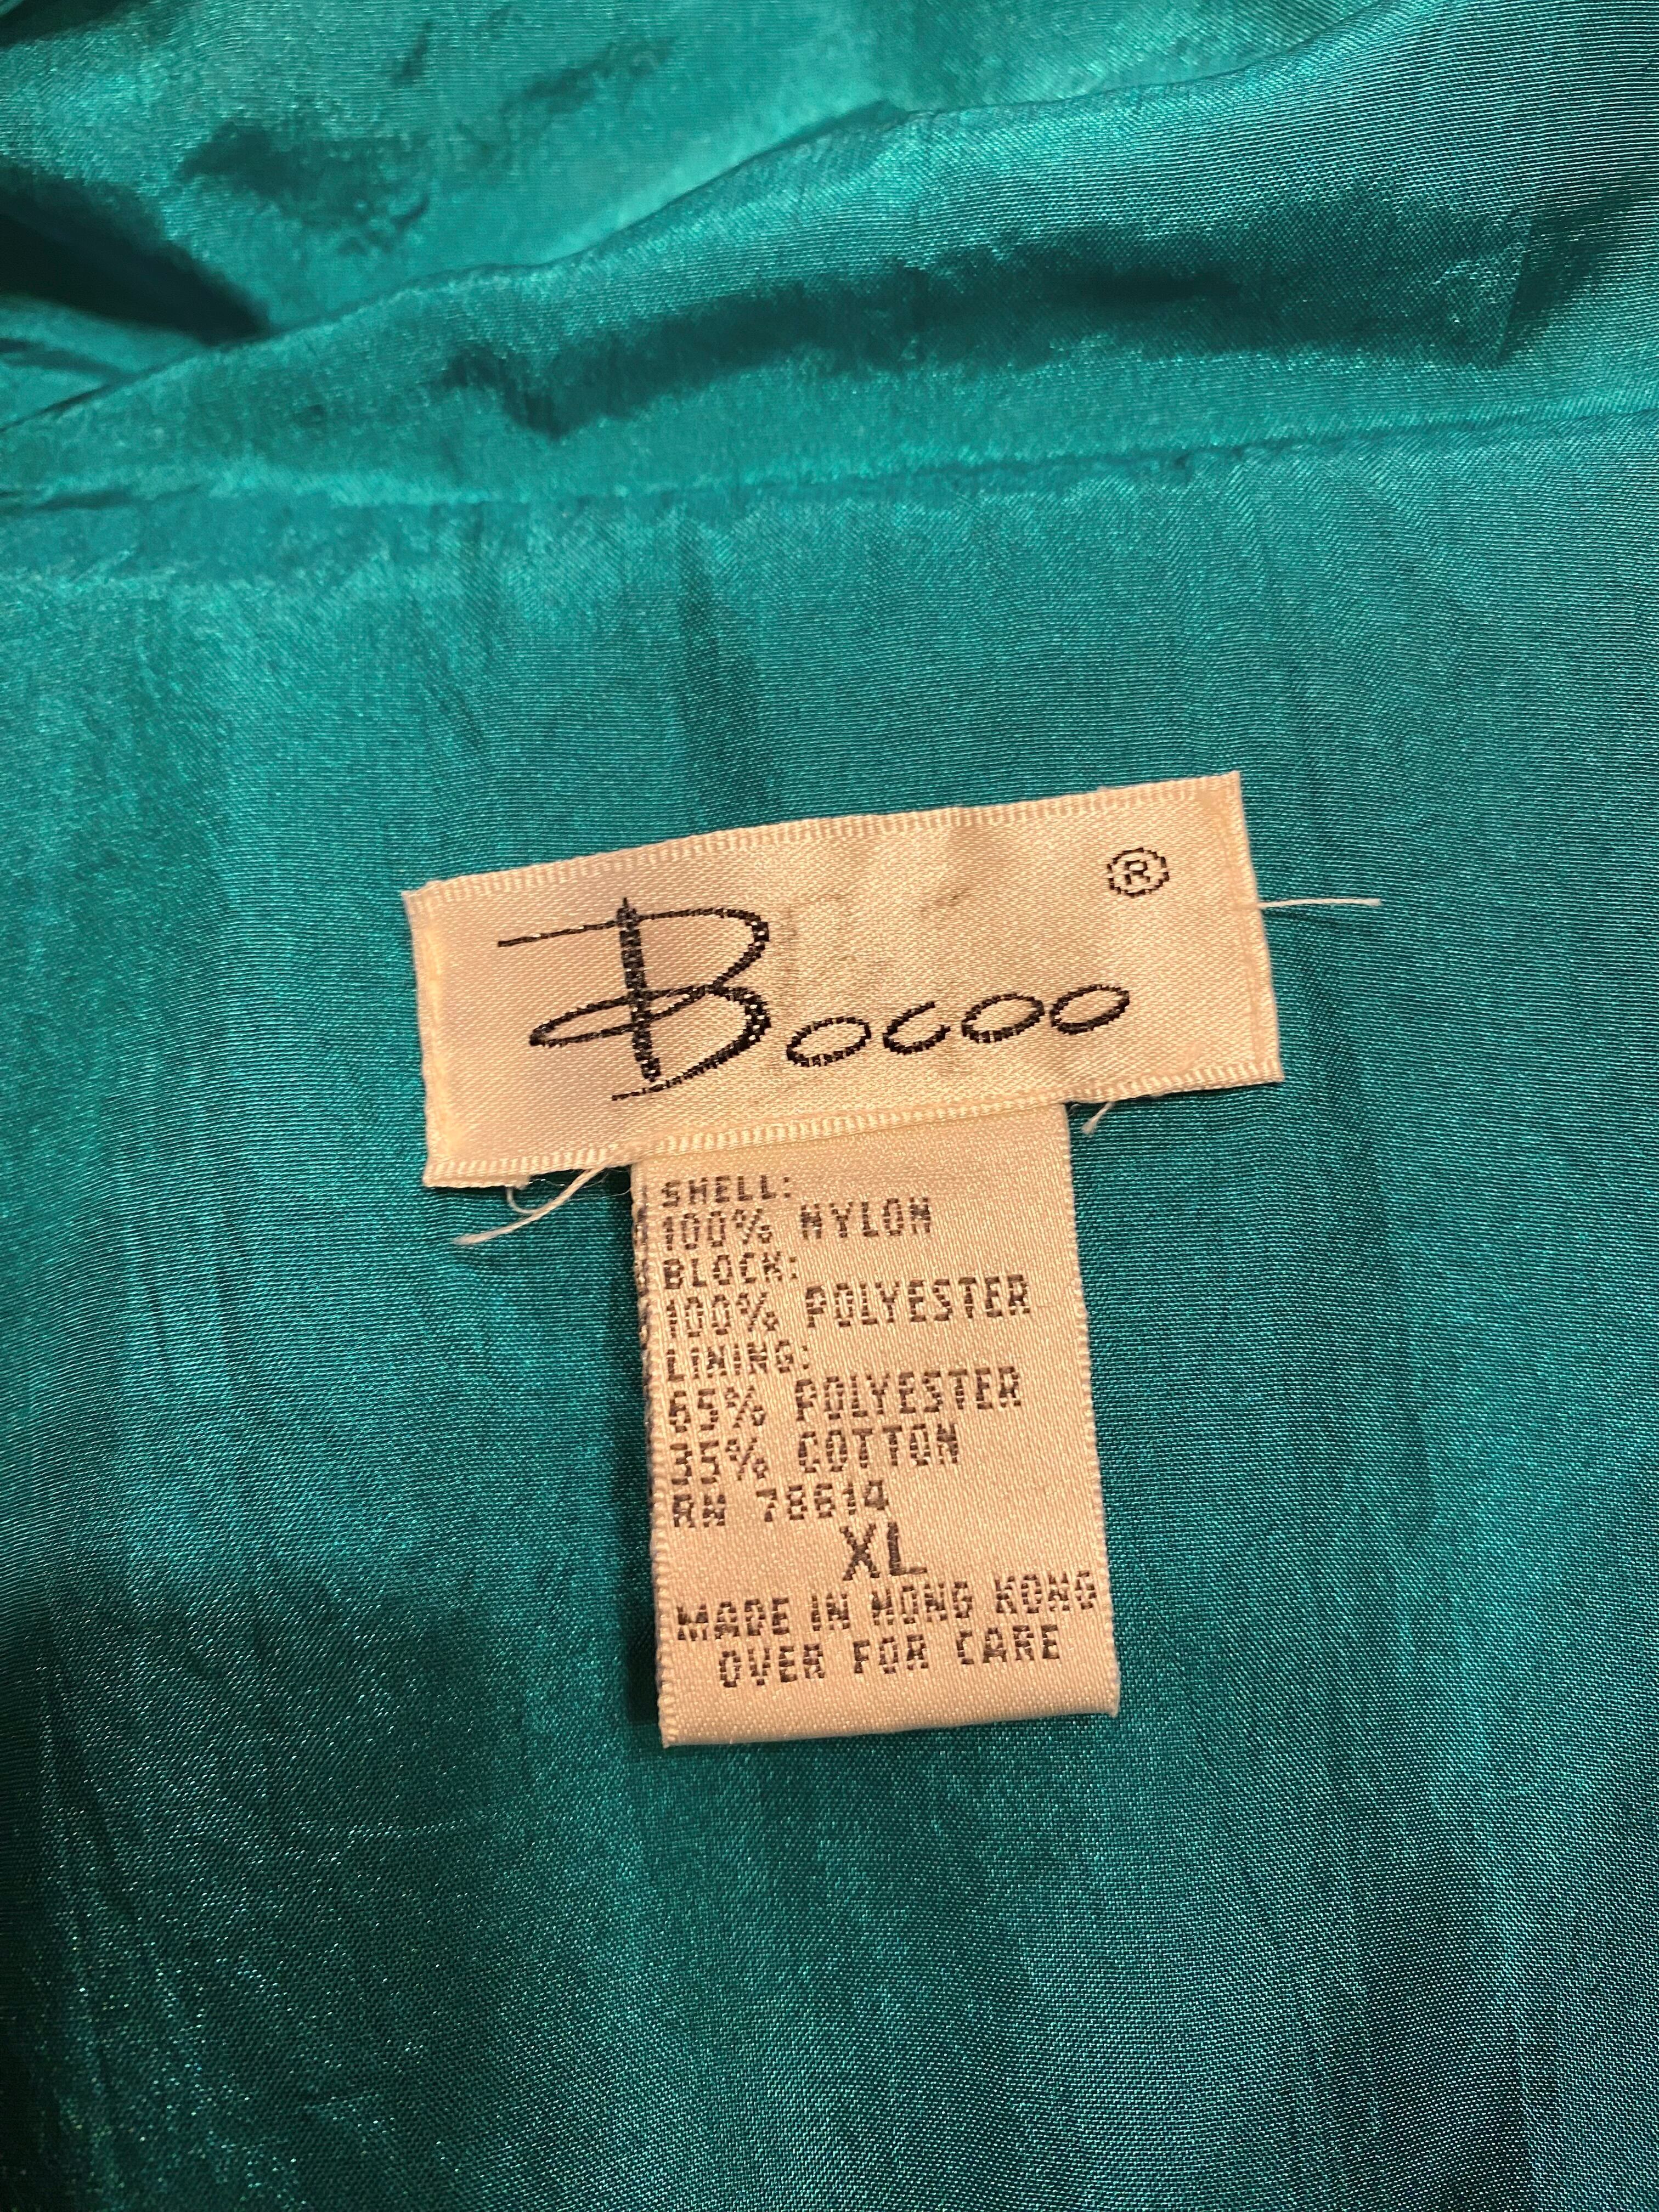 Bocoo ®
SHELL:
100% NYLON
BLOCK:
100% POLYESTER
LINING:
65% POLYESTER
35% COTTON
RN 78614
XL
MADE IN HONG KONG
OVER FOR CARE